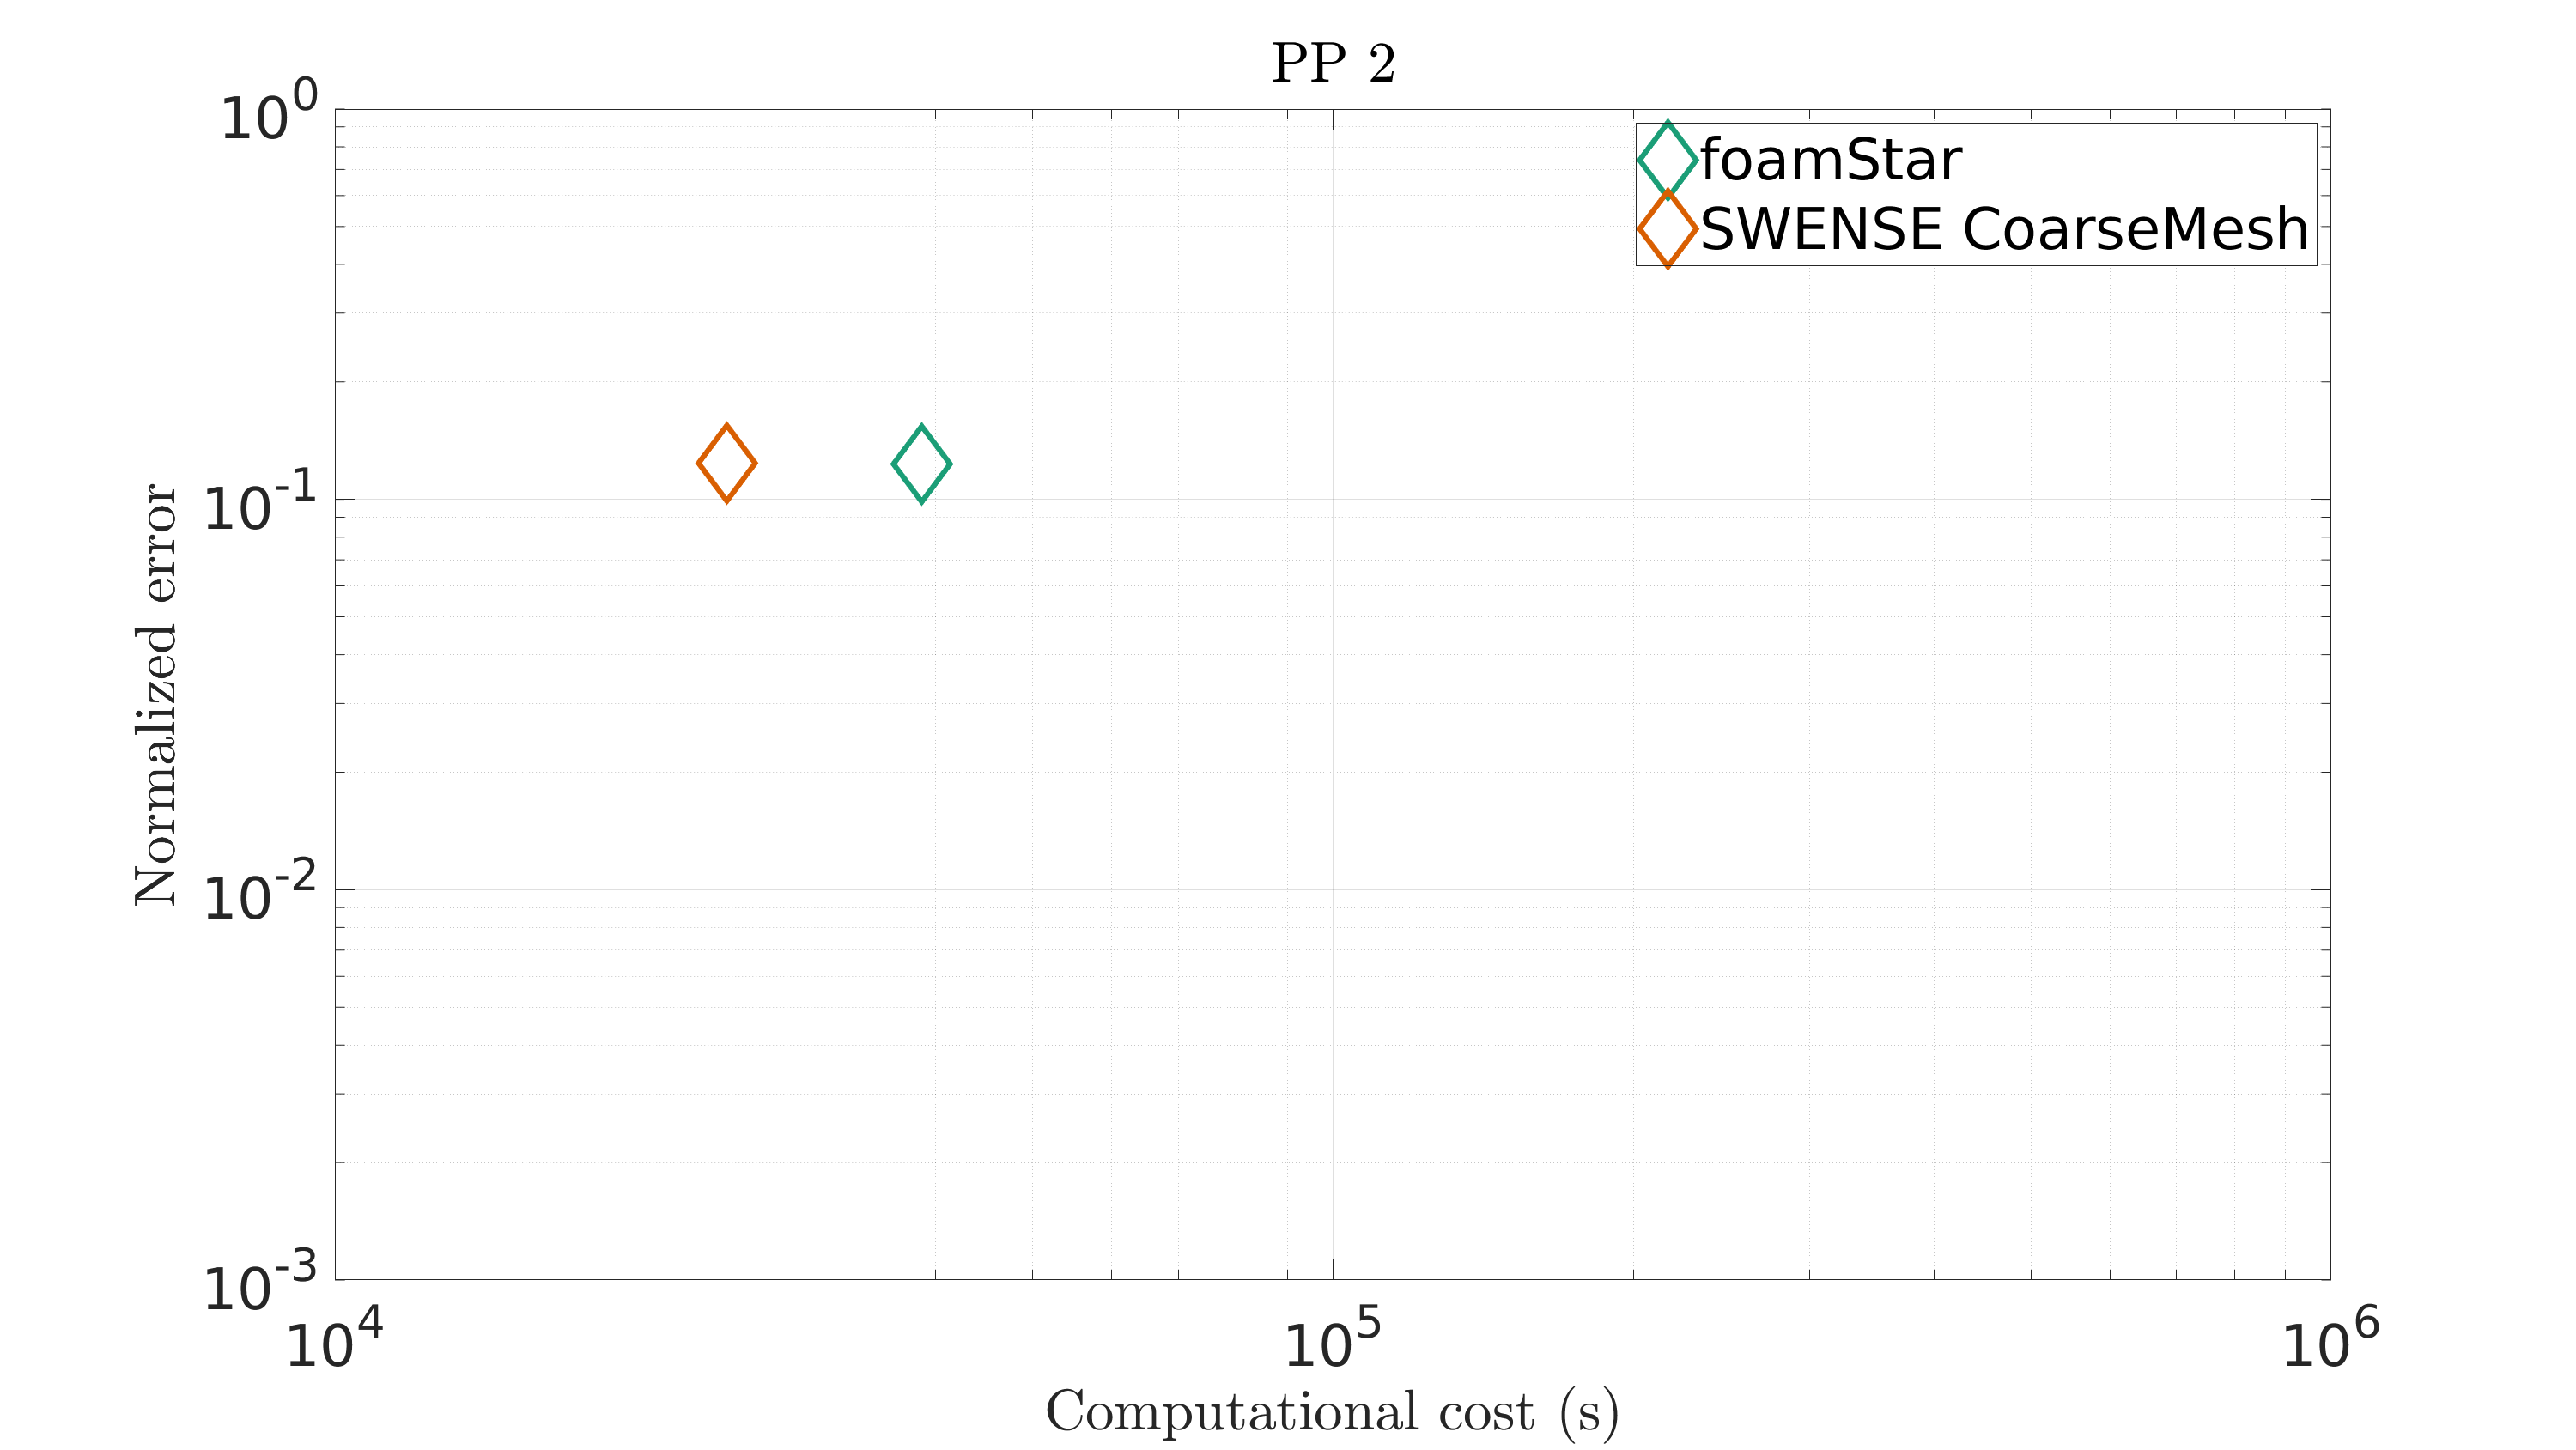 PP 2
10^0
foamStar
SWENSE CoarseMesh
10^-1
Normalized error
10^-2
10^-3
10^4
10^5
10^6
Computational cost (s)